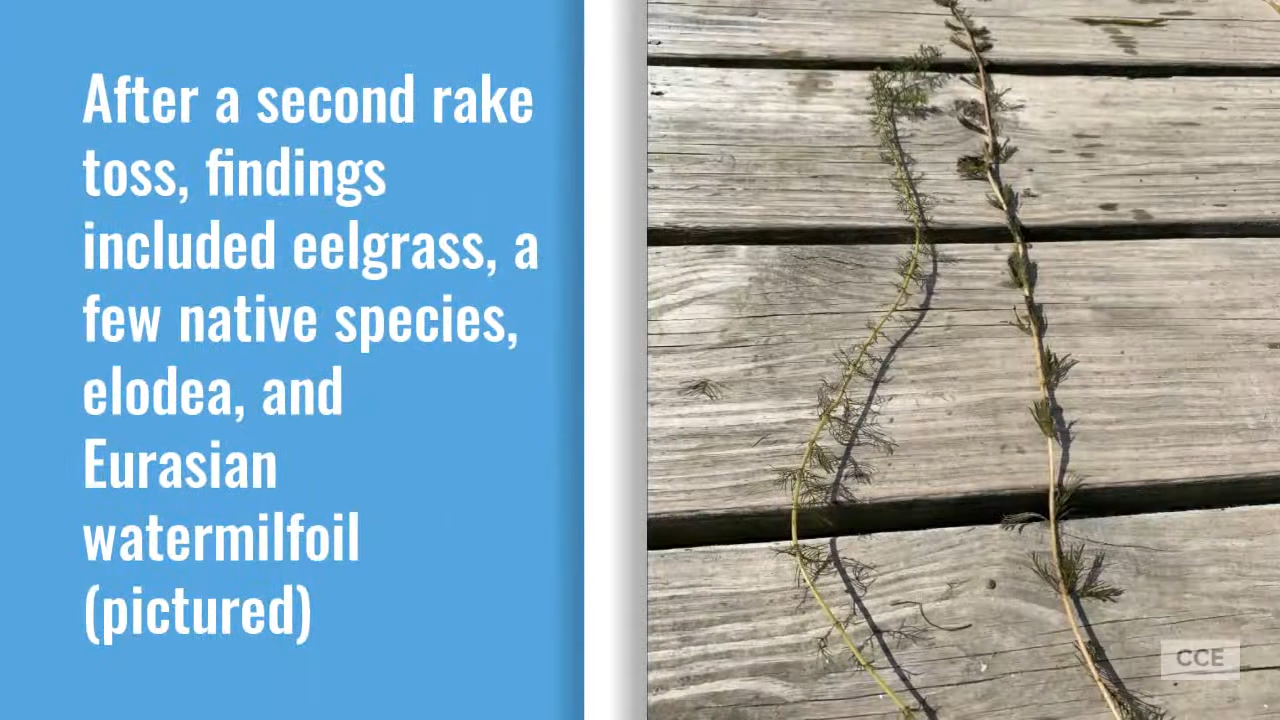 After a second rake
toss, findings
included eelgrass, a
few native species,
elodea, and
Eurasian
watermilfoil
(pictured)
CCE